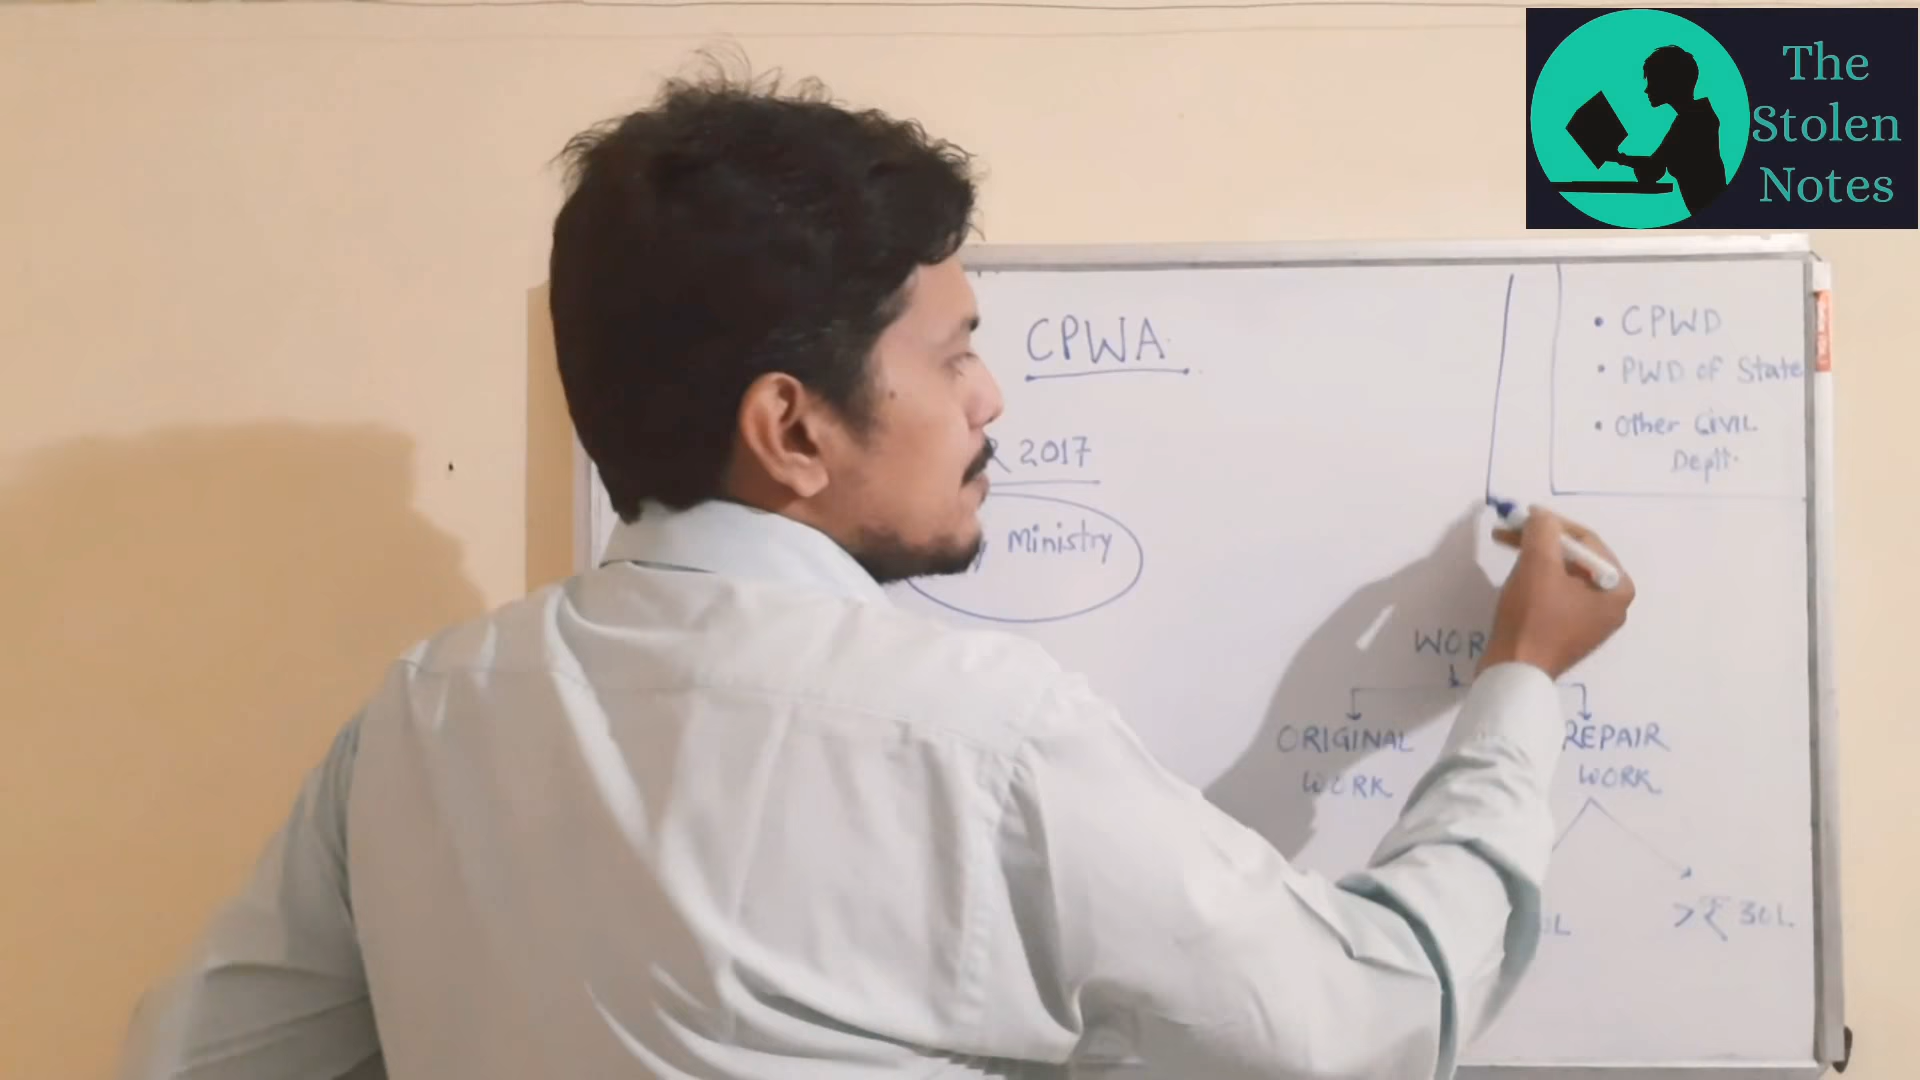 The
Stolen
Notes
CPWA
2017
Ministry
• CPWD
• PWD of State
• Other CIVIL
Deptt.
WOR
ORIGINAL
WORK
REPAIR
WORK
L
>₹ 30L